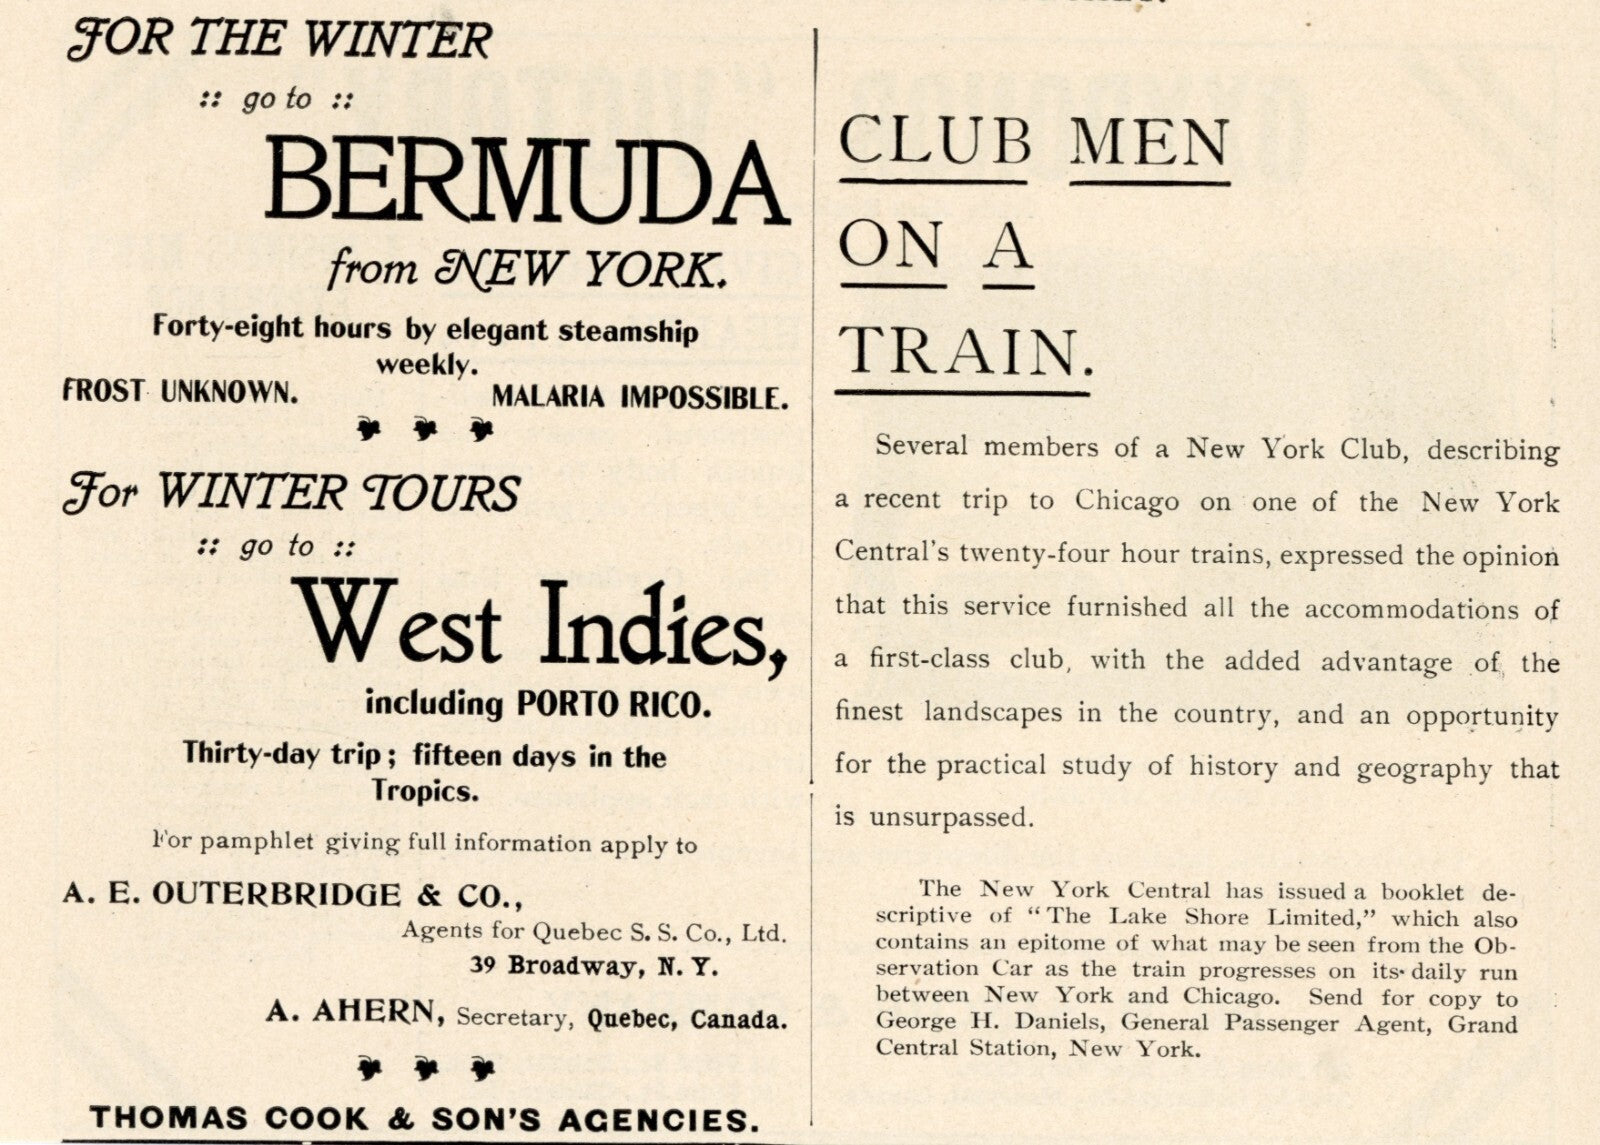 FOR THE WINTER
:: go to ::
BERMUDA
from NEW YORK.
Forty-eight hours by elegant steamship
weekly.
FROST UNKNOWN. MALARIA IMPOSSIBLE.
For WINTER TOURS
:: go to ::
West Indies,
including PORTO RICO.
Thirty-day trip; fifteen days in the
Tropics.
For pamphlet giving full information apply to
A. E. OUTERBRIDGE & CO.,
Agents for Quebec S. S. Co., Ltd.
39 Broadway, N. Y.
A. AHERN, Secretary, Quebec, Canada.
THOMAS COOK & SON'S AGENCIES.
CLUB MEN
ON A
TRAIN.
Several members of a New York Club, describing
a recent trip to Chicago on one of the New York
Central's twenty-four hour trains, expressed the opinion
that this service furnished all the accommodations of
a first-class club, with the added advantage of the
finest landscapes in the country, and an opportunity
for the practical study of history and geography that
is unsurpassed.
The New York Central has issued a booklet de-
scriptive of "The Lake Shore Limited," which also
contains an epitome of what may be seen from the Ob-
servation Car as the train progresses on its daily run
between New York and Chicago. Send for copy to
George H. Daniels, General Passenger Agent, Grand
Central Station, New York.